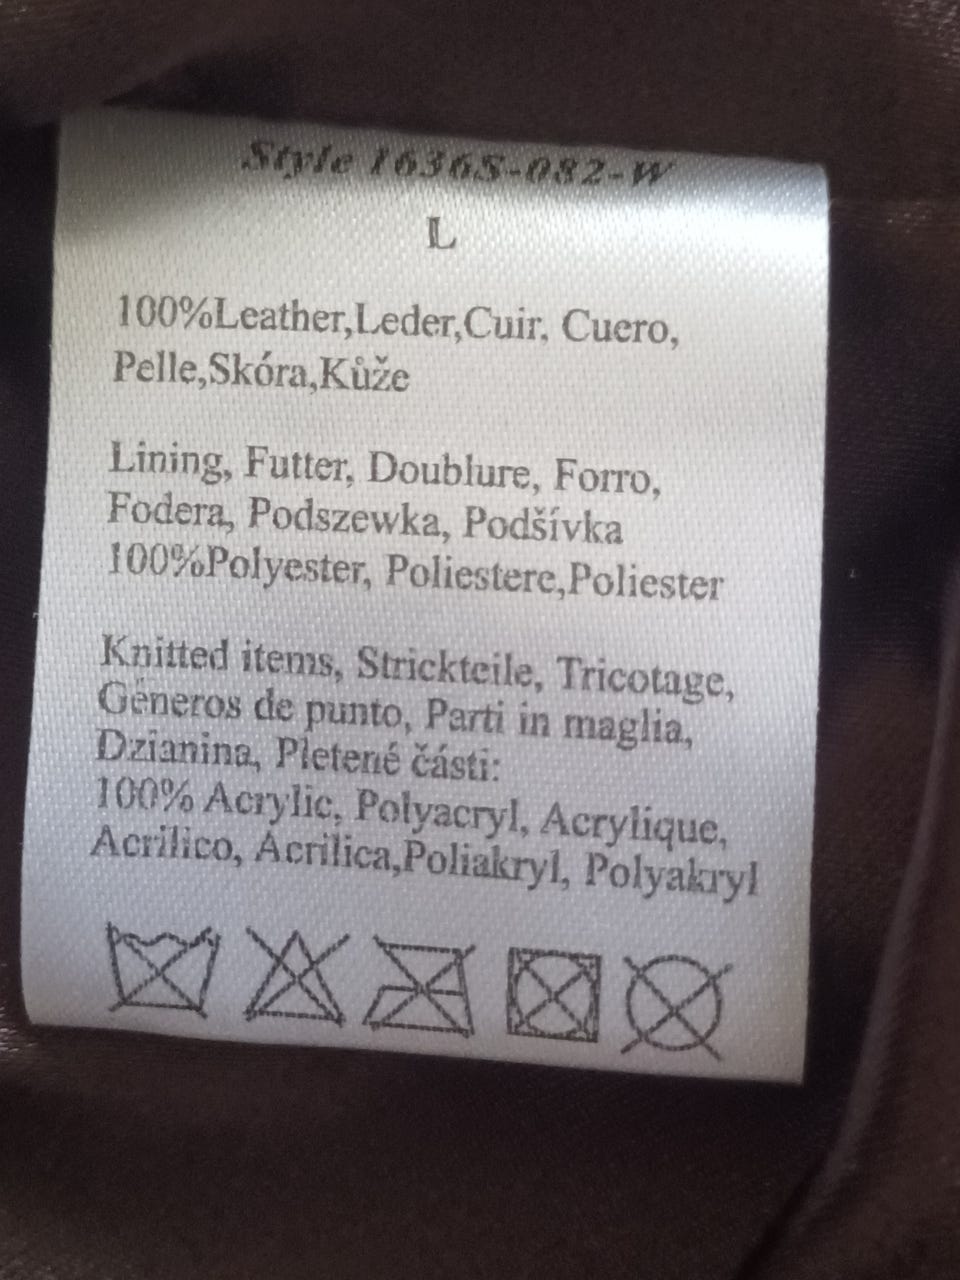 Style 1636S-082-W
L
100%Leather,Leder,Cuir, Cuero,
Pelle,Skóra,Kůže
Lining, Futter, Doublure, Forro,
Fodera, Podszewka, Podšívka
100%Polyester, Poliestere,Poliester
Knitted items, Strickteile, Tricotage,
Géneros de punto, Parti in maglia,
Dzianina, Pletené části:
100% Acrylic, Polyacryl, Acrylique,
Acrilico, Acrilica,Poliakryl, Polyakryl